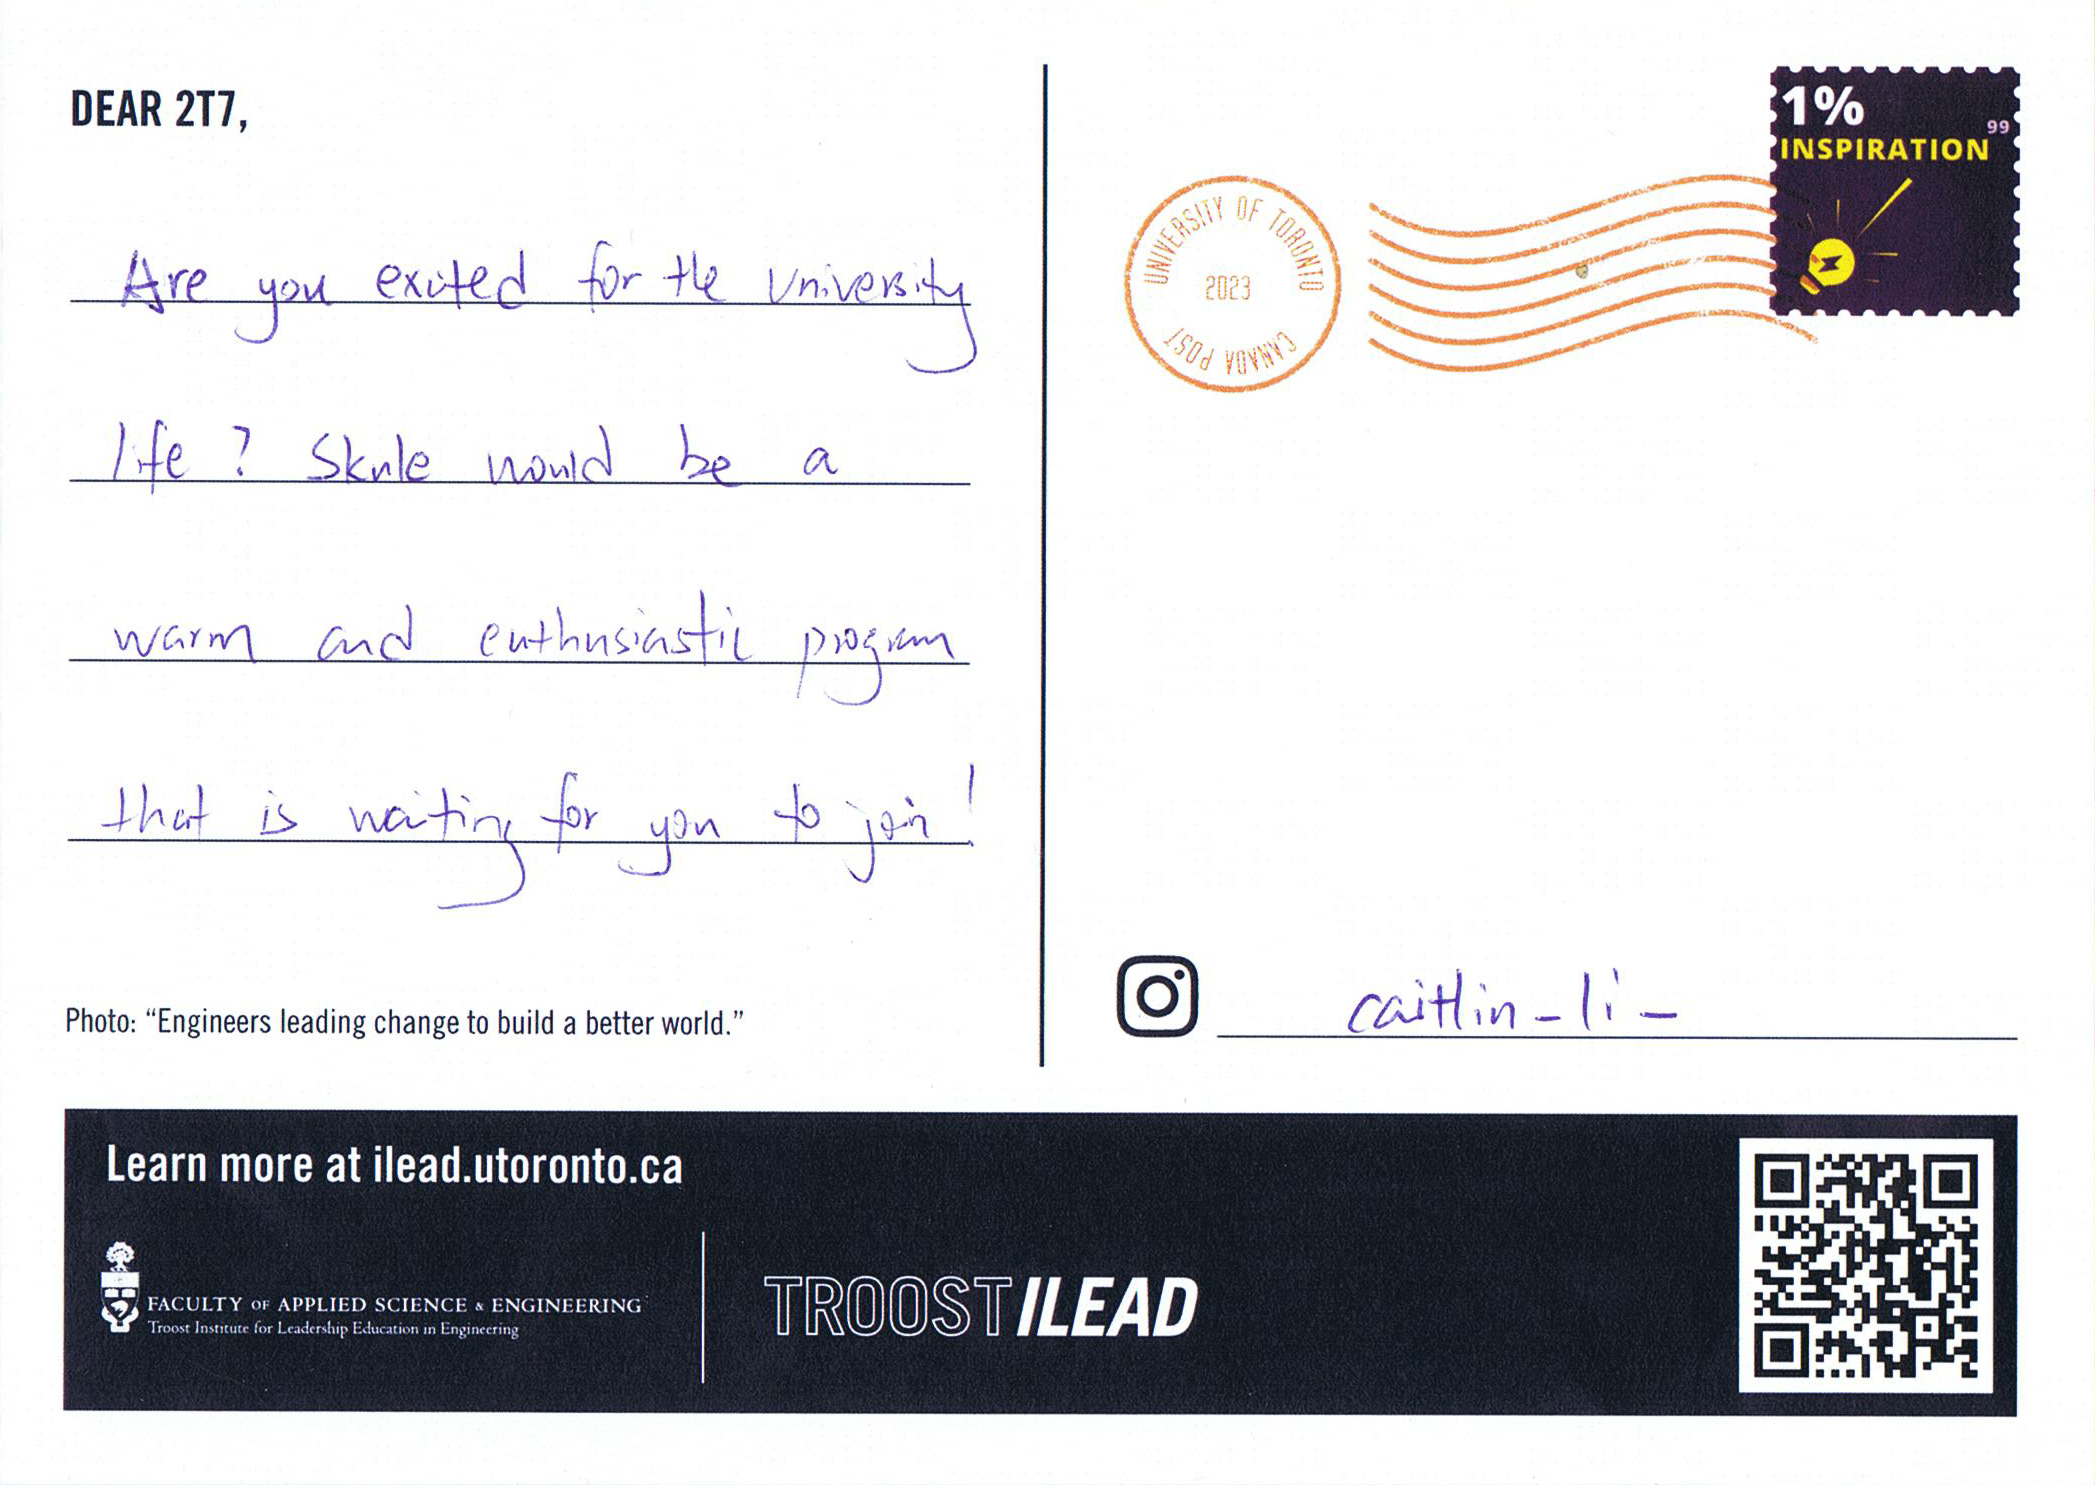 DEAR 2T7,
Are you exited for the University
life? Skule would be a
warm and enthusiastic program
that is waiting for you to join!
Photo: “Engineers leading change to build a better world.”
1%
99
INSPIRATION
UNIVERSITY OF TORONTO
2023
CANADA POST
caitlin_li_
Learn more at ilead.utoronto.ca
FACULTY OF APPLIED SCIENCE & ENGINEERING
Troost Institute for Leadership Education in Engineering
TROOST ILEAD